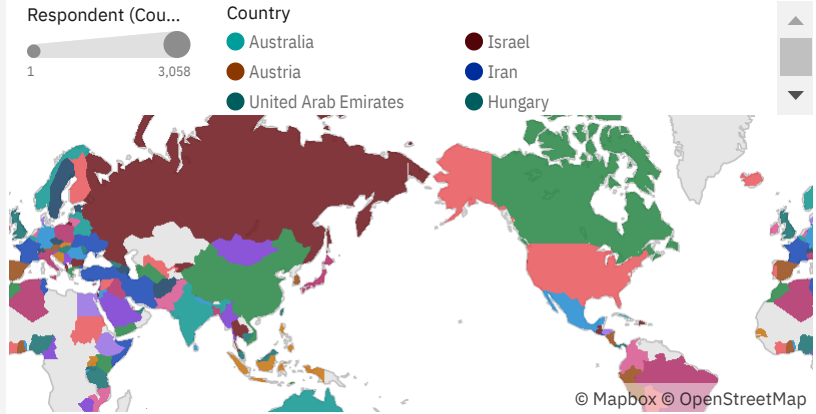 Respondent (Cou...
1
3,058
Country
Australia
Israel
Austria
Iran
United Arab Emirates
Hungary
© Mapbox © OpenStreetMap